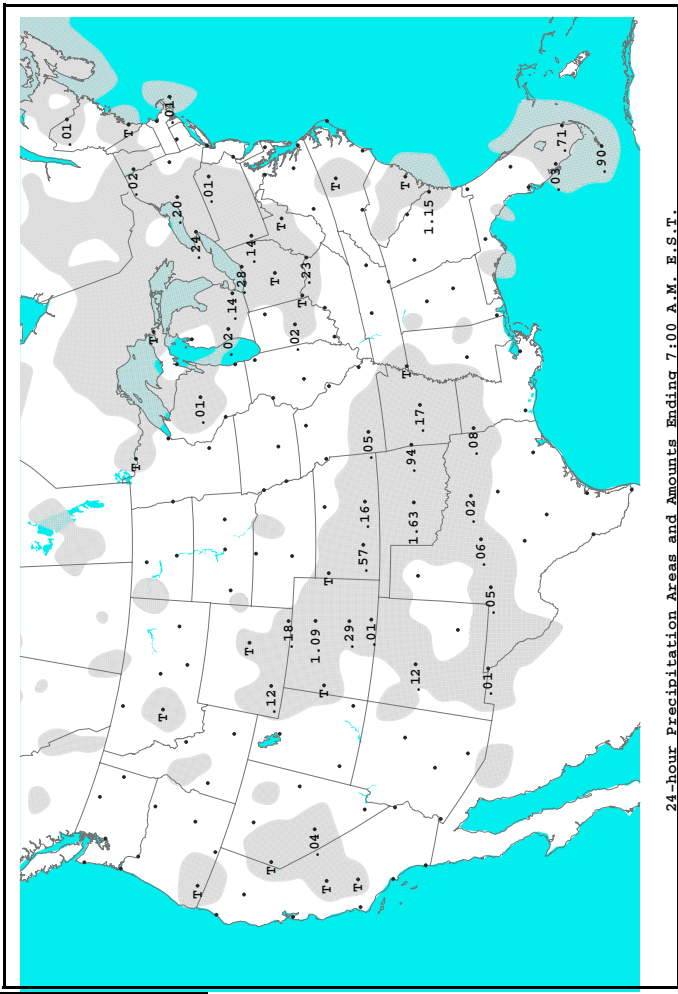 .01
T
.02
T
T
T
.01
.20
.24
T
.01
.01
.02
.14
.28
T
.14
T
.12
T
T
.18
.02
T
.23
.04
1.09
T
T
T
T
.29
T
.57
.16
.05
.01
T
T
.12
1.63
.94
.17
1.15
.01
.05
.06
.02
.08
.03
.71
.90
24-hour Precipitation Areas and Amounts Ending 7:00 A.M. E.S.T.